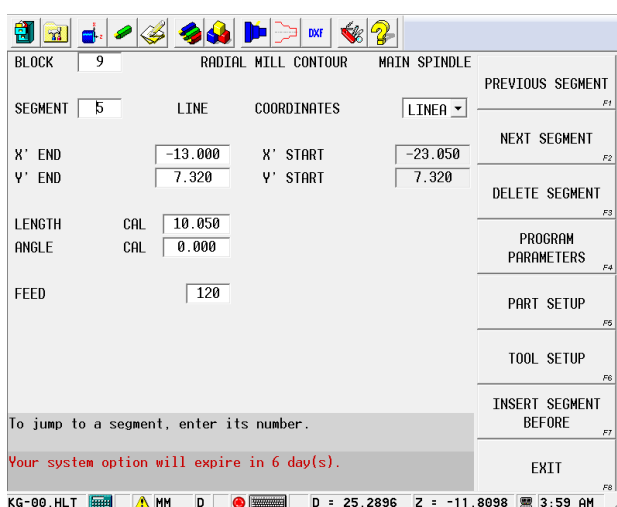 DXF
BLOCK 9 RADIAL MILL CONTOUR MAIN SPINDLE
PREVIOUS SEGMENT
F1
SEGMENT 5 LINE COORDINATES LINEA
NEXT SEGMENT
F2
X' END -13.000 X' START -23.050
Y' END 7.320 Y' START 7.320
DELETE SEGMENT
F3
LENGTH CAL 10.050
ANGLE CAL 0.000
PROGRAM
PARAMETERS
F4
FEED 120
PART SETUP
F5
TOOL SETUP
F6
INSERT SEGMENT
BEFORE
F7
To jump to a segment, enter its number.
Your system option will expire in 6 day(s).
EXIT
F8
KG-00.HLT MM D D = 25.2896 Z = -11.8098 3:59 AM